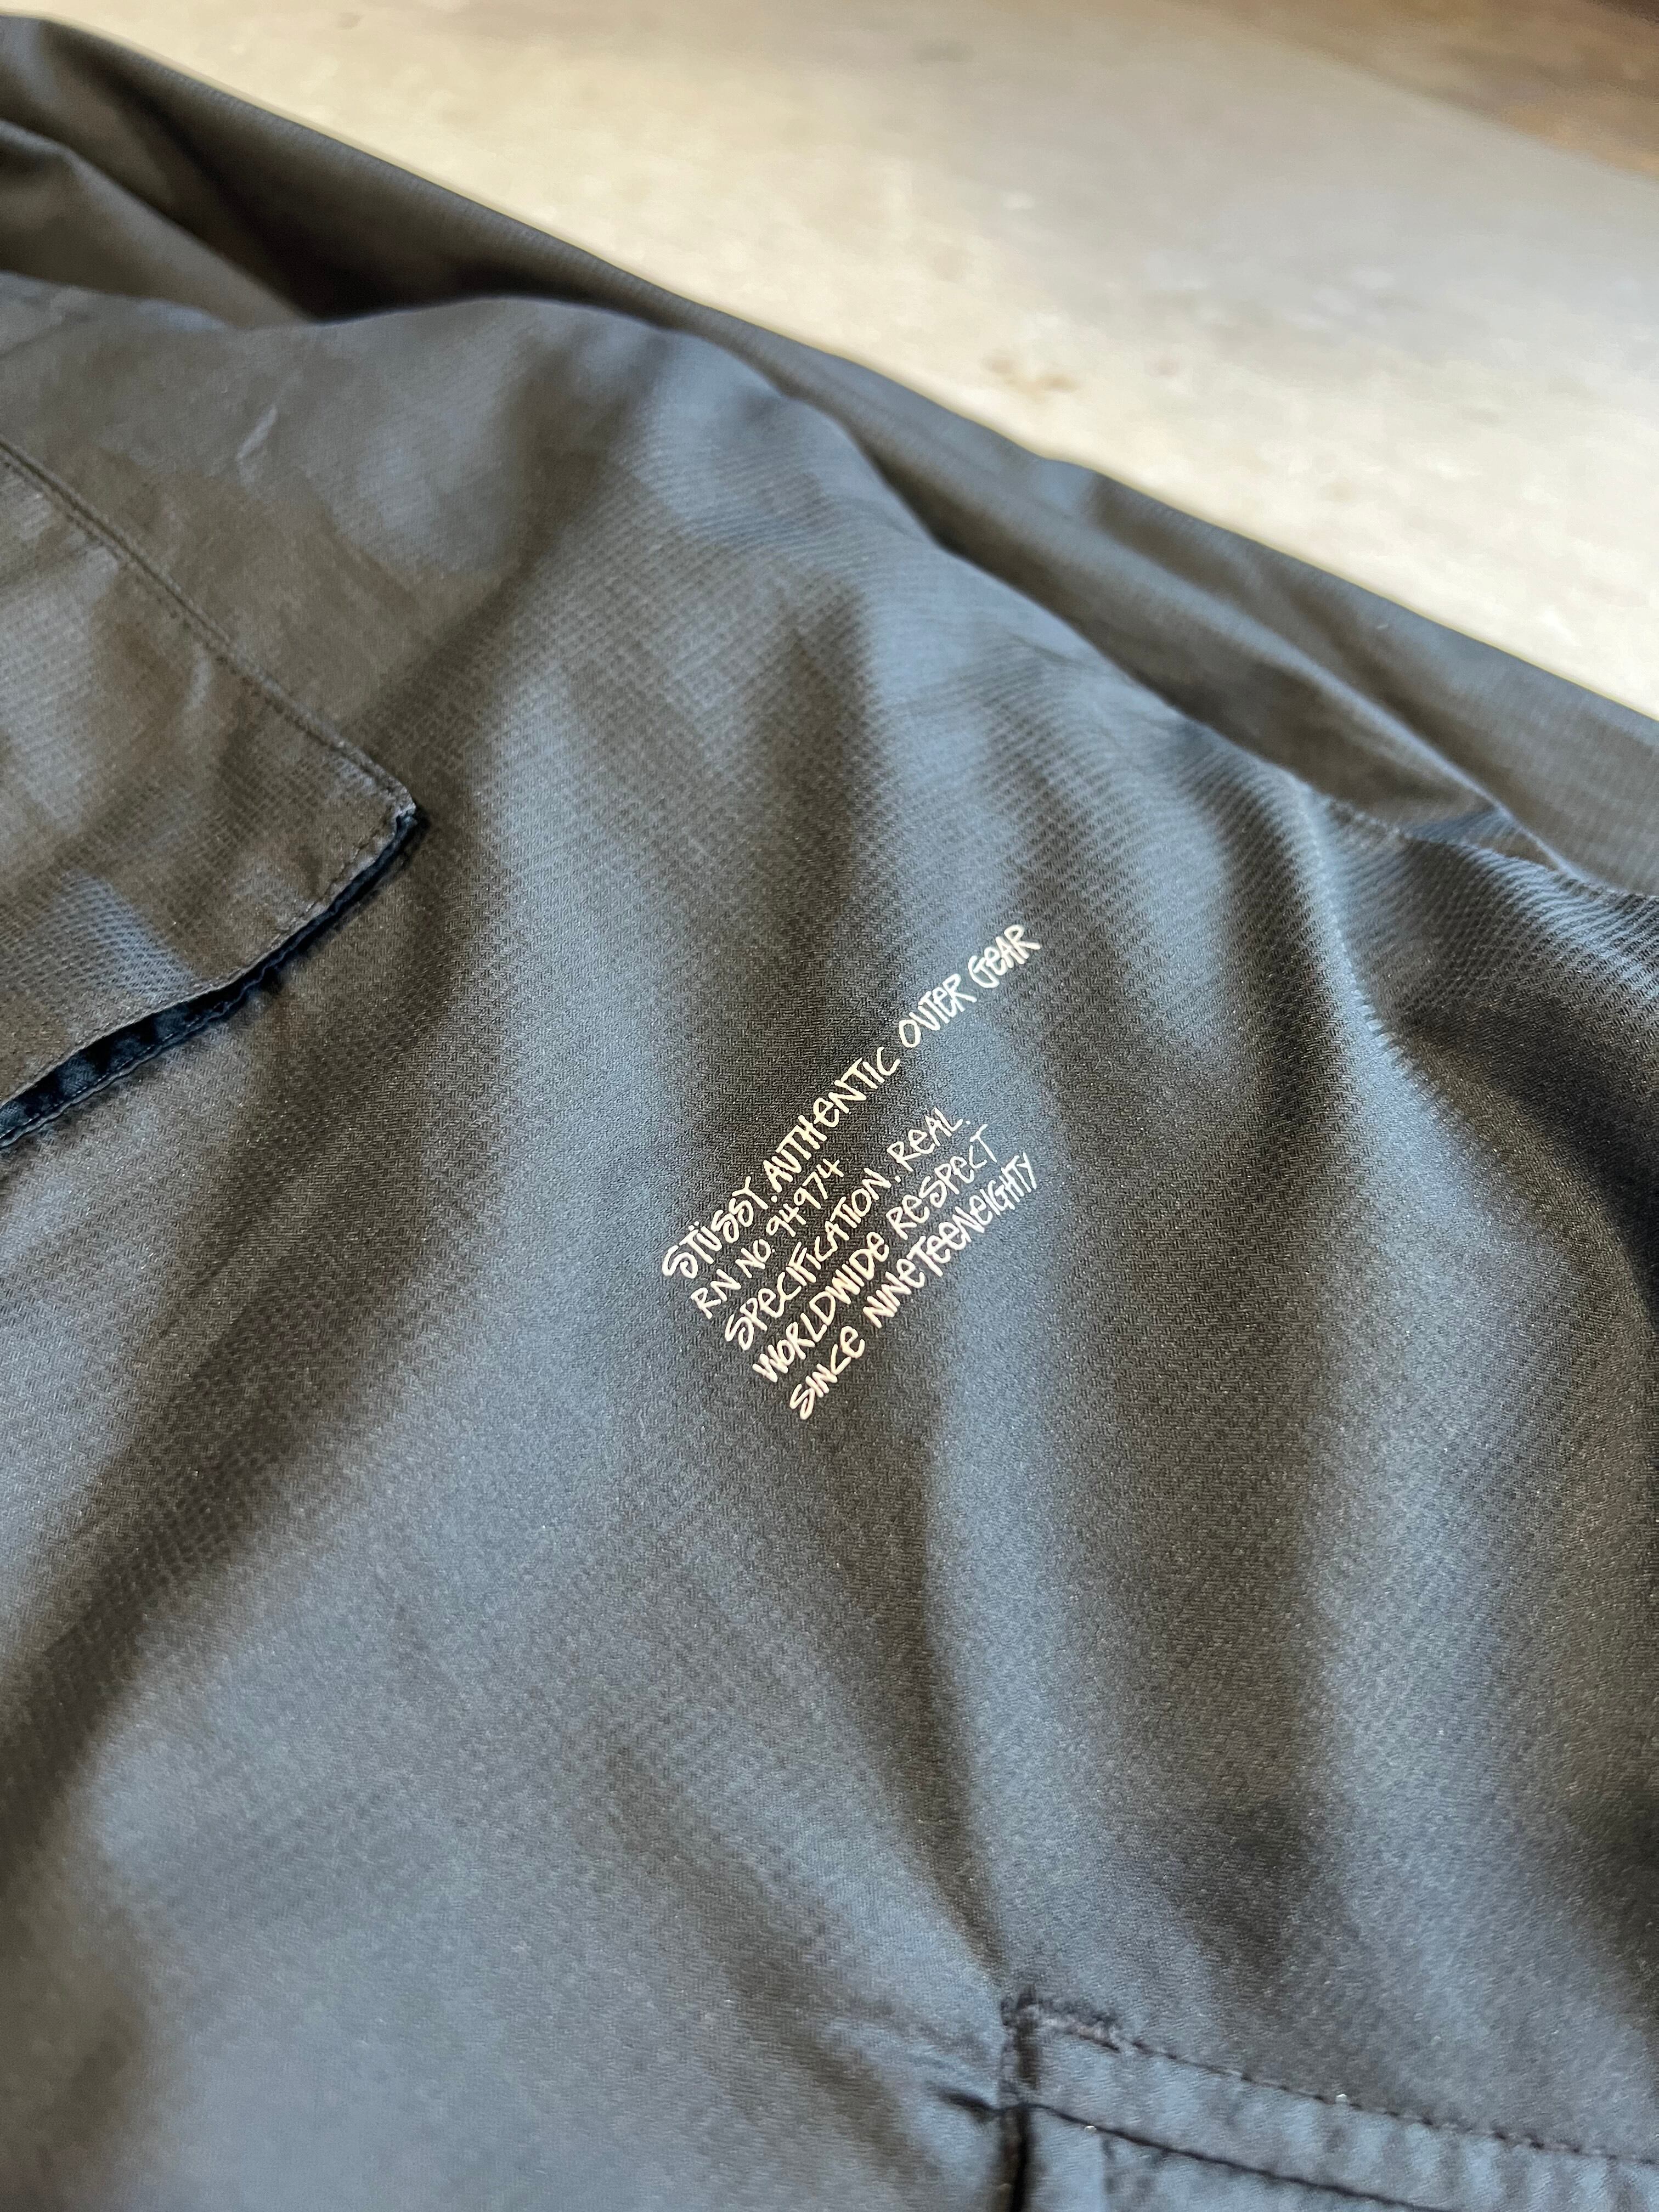 STÜSSY. AUTHENTIC OUTER GEAR
RN NO. 94974
SPECIFICATION. REAL.
WORLDWIDE RESPECT
SINCE NINETEENEIGHTY